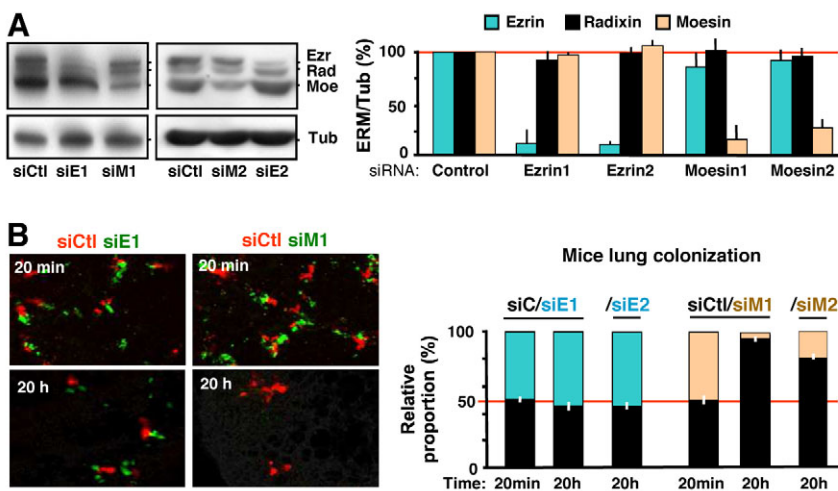 A
Ezr
Rad
Moe
Tub
siCtl siE1 siM1 siCtl siM2 siE2
Ezrin Radixin Moesin
ERM/Tub (%)
100
50
0
siRNA: Control Ezrin1 Ezrin2 Moesin1 Moesin2
B
siCtl siE1
siCtl siM1
20 min
20 min
20 h
20 h
Mice lung colonization
siC/siE1 /siE2 siCtl/siM1 /siM2
Relative
proportion (%)
100
50
0
Time: 20min 20h 20h 20min 20h 20h